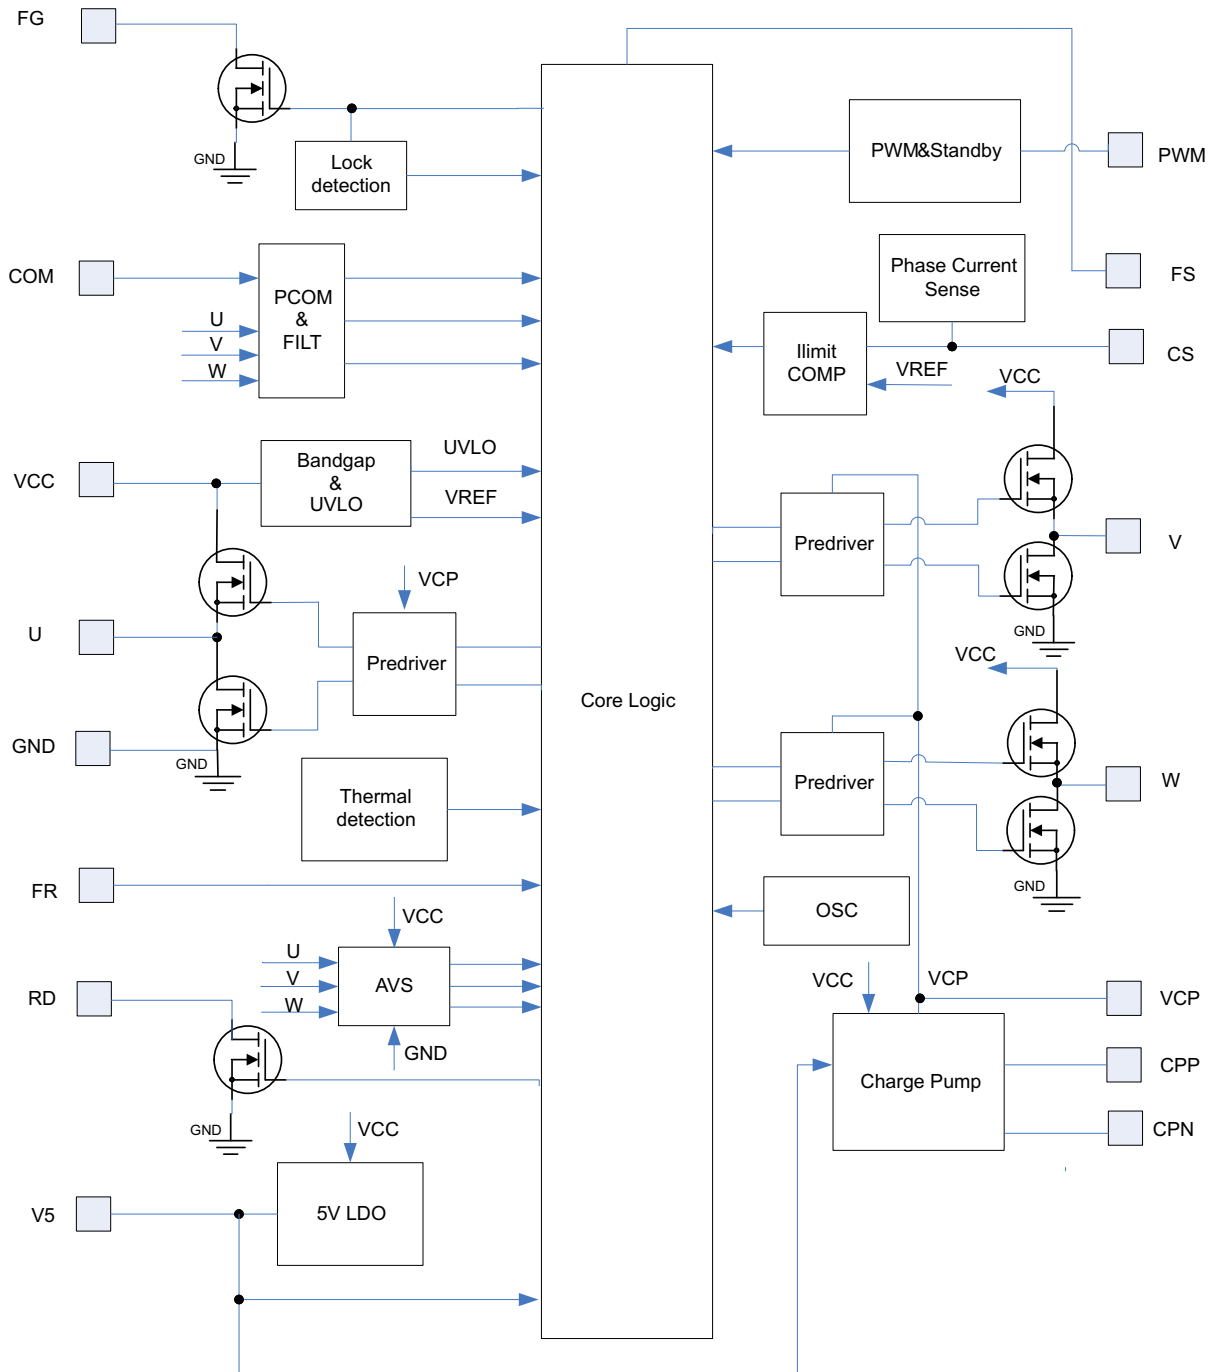 FG
GND
Lock
detection
PWM&Standby
PWM
COM
PCOM
&
FILT
U
V
W
Phase Current
Sense
FS
Ilimit
COMP
VREF
CS
VCC
VCC
Bandgap
&
UVLO
UVLO
VREF
Predriver
V
GND
VCP
U
Predriver
GND
GND
Core Logic
VCC
Predriver
W
GND
Thermal
detection
FR
OSC
VCC
U
V
W
AVS
GND
RD
GND
VCC
VCP
VCP
Charge Pump
CPP
CPN
VCC
V5
5V LDO